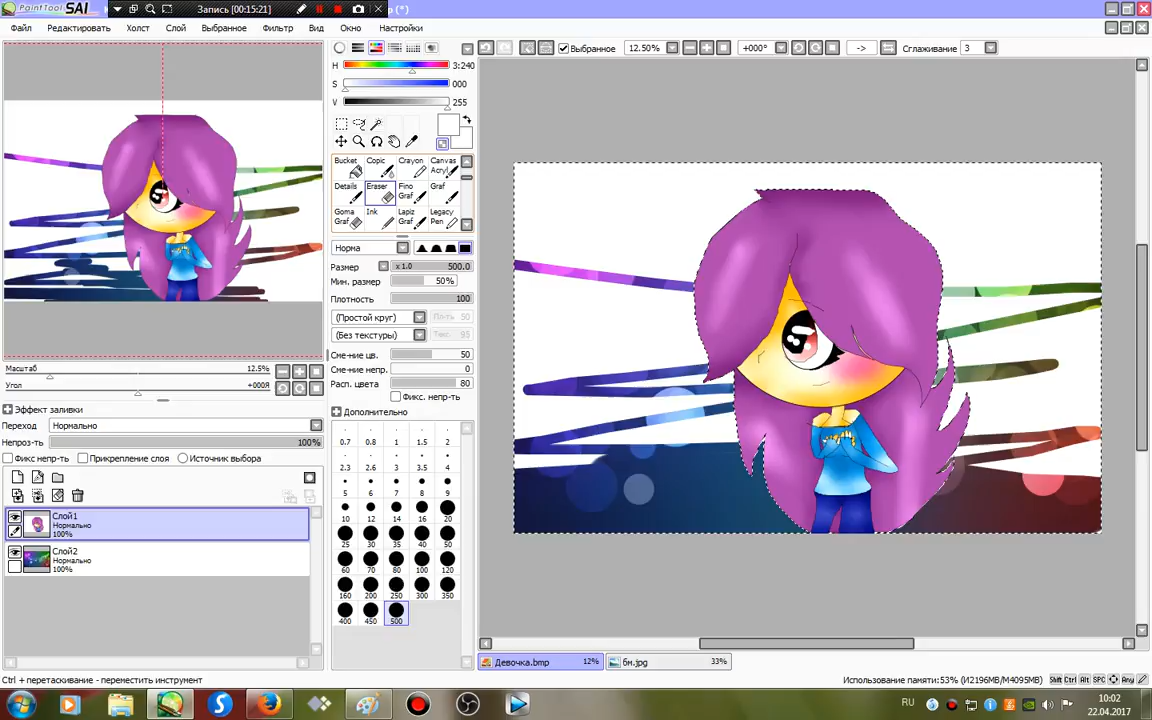 PaintTool SAI
Запись [00:15:21]
(*)
Файл Редактировать Холст Слой Выбранное Фильтр Вид Окно Настройки
Выбранное 12.50% +000° -> Сглаживание 3
H 3:240
S 000
V 255
Bucket Copic Crayon Canvas Acryl
Details Eraser Fino Graf Graf
Goma Graf Ink Lapiz Graf Legacy Pen
Норма
Размер x 1.0 500.0
Мин. размер 50%
Плотность 100
(Простой круг) Пл-ть 50
(Без текстуры) Текс. 95
Сме-ние цв. 50
Сме-ние непр. 0
Расп. цвета 80
Фикс. непр-ть
Дополнительно
0.7 0.8 1 1.5 2
2.3 2.6 3 3.5 4
5 6 7 8 9
10 12 14 16 20
25 30 35 40 50
60 70 80 100 120
160 200 250 300 350
400 450 500
Масштаб 12.5%
Угол +000Я
Эффект заливки
Переход Нормально
Непроз-ть 100%
Фикс непр-ть Прикрепление слоя Источник выбора
Слой1
Нормально
100%
Слой2
Нормально
100%
Девочка.bmp 12% бн.jpg 33%
Ctrl + перетаскивание - переместить инструмент
Использование памяти:53% (И2196MB/M4095MB)
Shft Ctrl Alt SPC Any
RU
10:02
22.04.2017